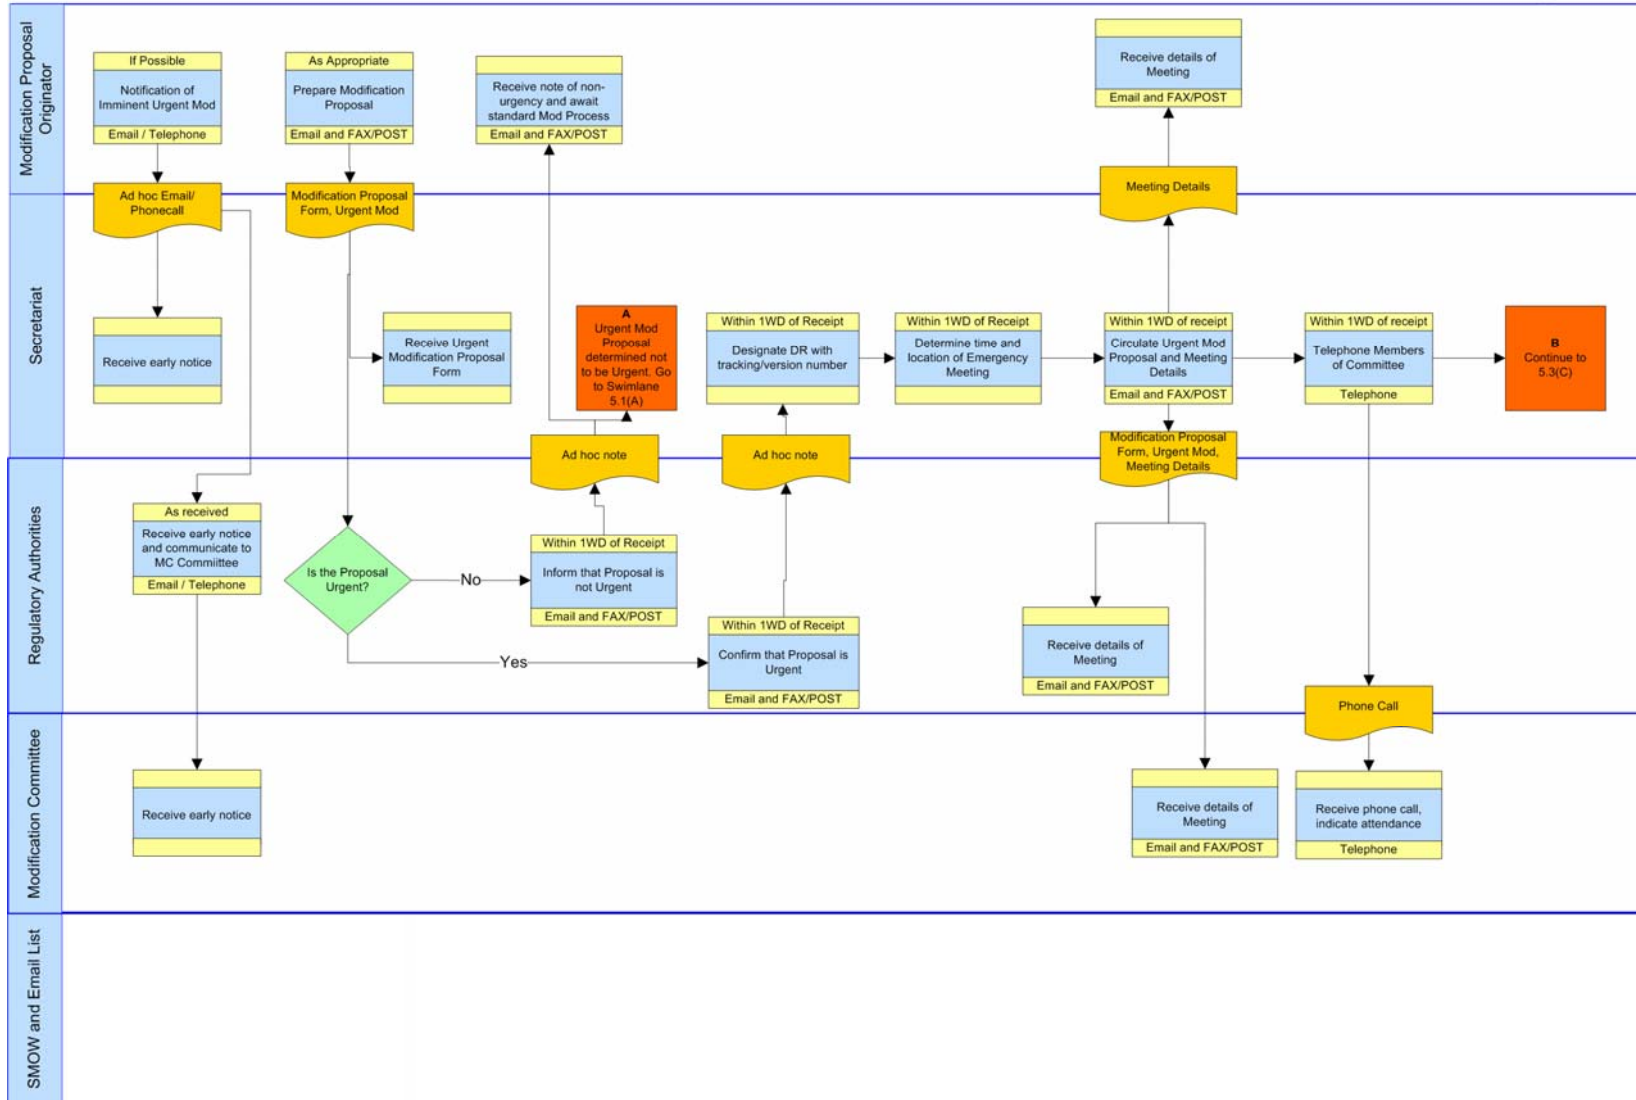 Modification Proposal
Originator
If Possible
Notification of
Imminent Urgent Mod
Email / Telephone
As Appropriate
Prepare Modification
Proposal
Email and FAX/POST
Receive note of non-
urgency and await
standard Mod Process
Email and FAX/POST
Receive details of
Meeting
Email and FAX/POST
Ad hoc Email/
Phonecall
Modification Proposal
Form, Urgent Mod
Meeting Details
Secretariat
Receive early notice
Receive Urgent
Modification Proposal
Form
A
Urgent Mod
Proposal
determined not
to be Urgent. Go
to Swimlane
5.1(A)
Within 1WD of Receipt
Designate DR with
tracking/version number
Within 1WD of Receipt
Determine time and
location of Emergency
Meeting
Within 1WD of receipt
Circulate Urgent Mod
Proposal and Meeting
Details
Email and FAX/POST
Within 1WD of receipt
Telephone Members
of Committee
Telephone
B
Continue to
5.3(C)
Ad hoc note
Ad hoc note
Modification Proposal
Form, Urgent Mod,
Meeting Details
Regulatory Authorities
As received
Receive early notice
and communicate to
MC Commiittee
Email / Telephone
Is the Proposal
Urgent?
No
Within 1WD of Receipt
Inform that Proposal is
not Urgent
Email and FAX/POST
Yes
Within 1WD of Receipt
Confirm that Proposal is
Urgent
Email and FAX/POST
Receive details of
Meeting
Email and FAX/POST
Phone Call
Modification Committee
Receive early notice
Receive details of
Meeting
Email and FAX/POST
Receive phone call,
indicate attendance
Telephone
SMOW and Email List